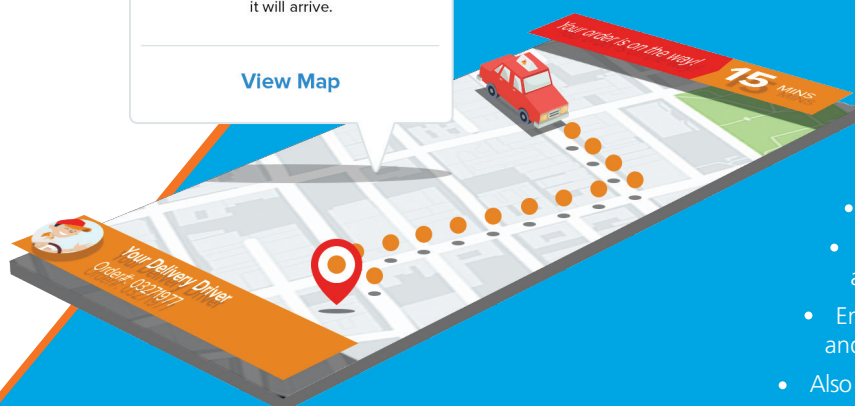 it will arrive.
View Map
Your order is on the way!
15 MINS
Your Delivery Driver
Order#: 03271977
•
•
a
• En
and
• Also